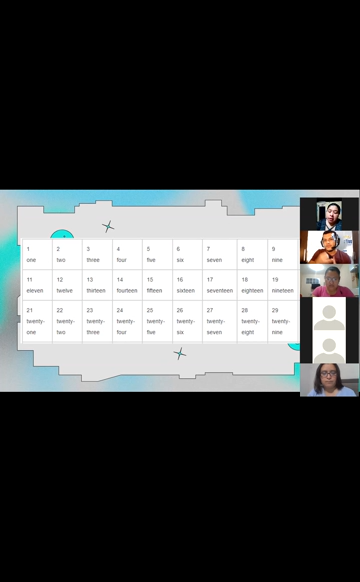 1 2 3 4 5 6 7 8 9
one two three four five six seven eight nine
11 12 13 14 15 16 17 18 19
eleven twelve thirteen fourteen fifteen sixteen seventeen eighteen nineteen
21 22 23 24 25 26 27 28 29
twenty- twenty- twenty- twenty- twenty- twenty- twenty- twenty- twenty-
one two three four five six seven eight nine